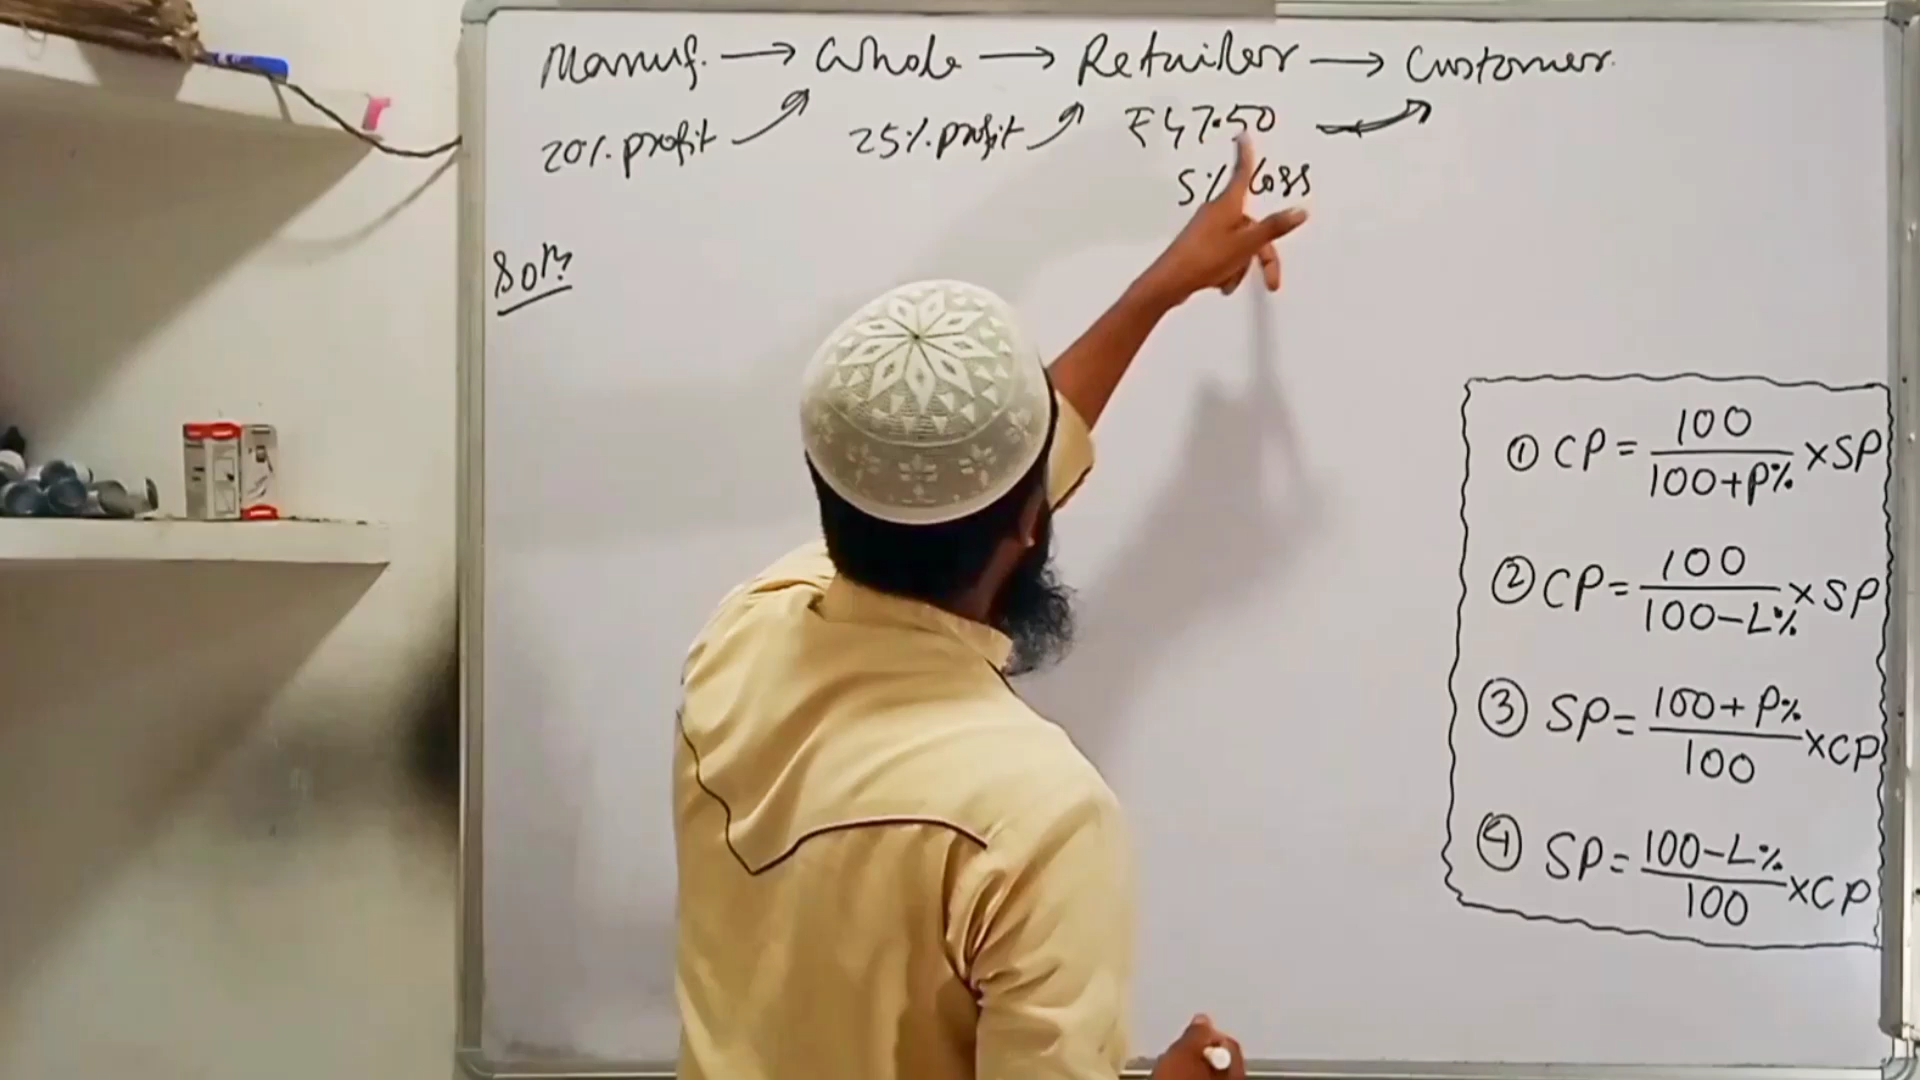 Manuf. → Whole → Retailer → Customer.
20% profit 25% profit ₹47.50
5% Loss
Soln
① CP = 100/100+P% × SP
② CP = 100/100-L% × SP
③ SP = 100+P%/100 × CP
④ SP = 100-L%/100 × CP